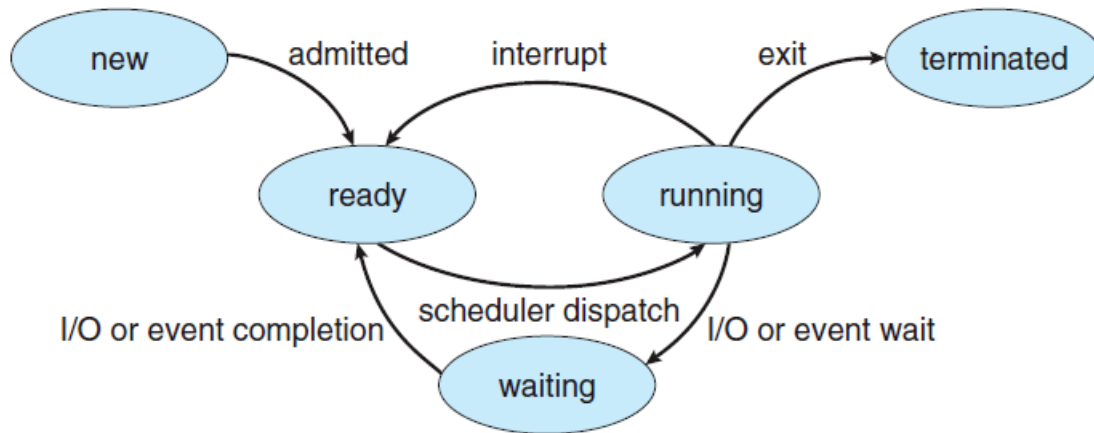 new
admitted
interrupt
exit
terminated
ready
running
scheduler dispatch
I/O or event completion
I/O or event wait
waiting